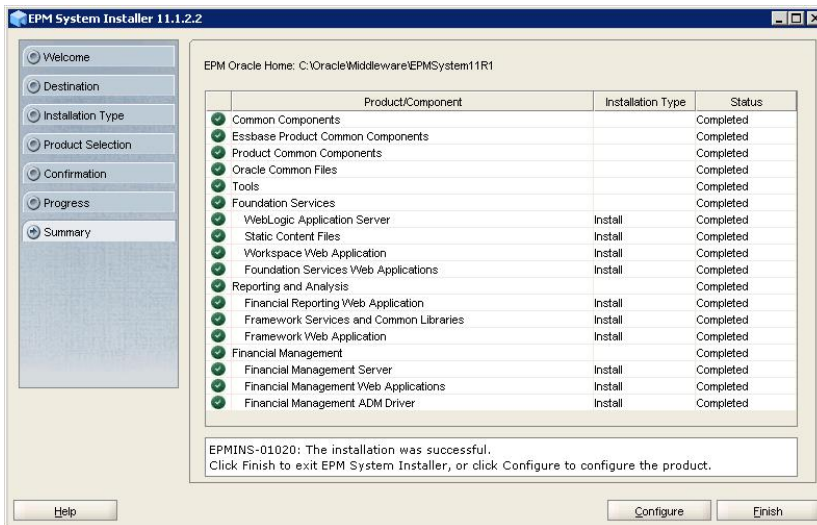 EPM System Installer 11.1.2.2
Welcome
Destination
Installation Type
Product Selection
Confirmation
Progress
Summary
EPM Oracle Home: C:\Oracle\Middleware\EPMSystem11R1
Product/Component Installation Type Status
Common Components Completed
Essbase Product Common Components Completed
Product Common Components Completed
Oracle Common Files Completed
Tools Completed
Foundation Services Completed
WebLogic Application Server Install Completed
Static Content Files Install Completed
Workspace Web Application Install Completed
Foundation Services Web Applications Install Completed
Reporting and Analysis Completed
Financial Reporting Web Application Install Completed
Framework Services and Common Libraries Install Completed
Framework Web Application Install Completed
Financial Management Completed
Financial Management Server Install Completed
Financial Management Web Applications Install Completed
Financial Management ADM Driver Install Completed
EPMINS-01020: The installation was successful.
Click Finish to exit EPM System Installer, or click Configure to configure the product.
Help Configure Finish